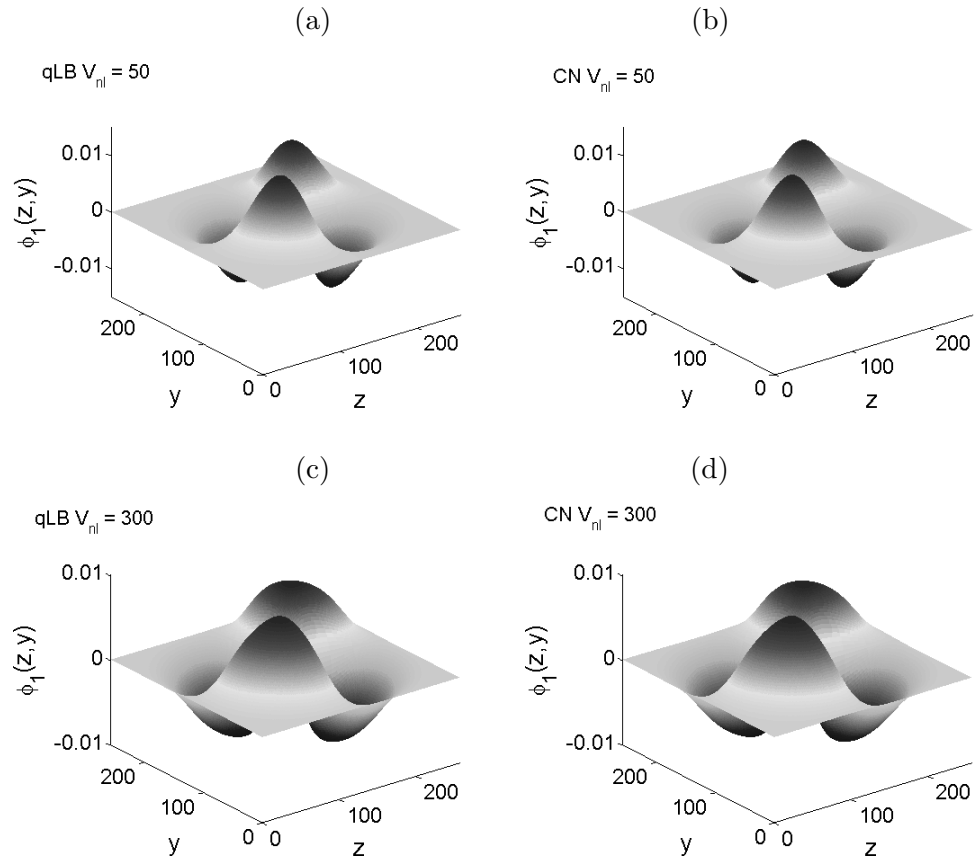 (a)
qLB V_nl = 50
0.01
0
-0.01
ϕ_1(z,y)
200
100
0
y
0
100
200
z
(b)
CN V_nl = 50
0.01
0
-0.01
ϕ_1(z,y)
200
100
0
y
0
100
200
z
(c)
qLB V_nl = 300
0.01
0
-0.01
ϕ_1(z,y)
200
100
0
y
0
100
200
z
(d)
CN V_nl = 300
0.01
0
-0.01
ϕ_1(z,y)
200
100
0
y
0
100
200
z